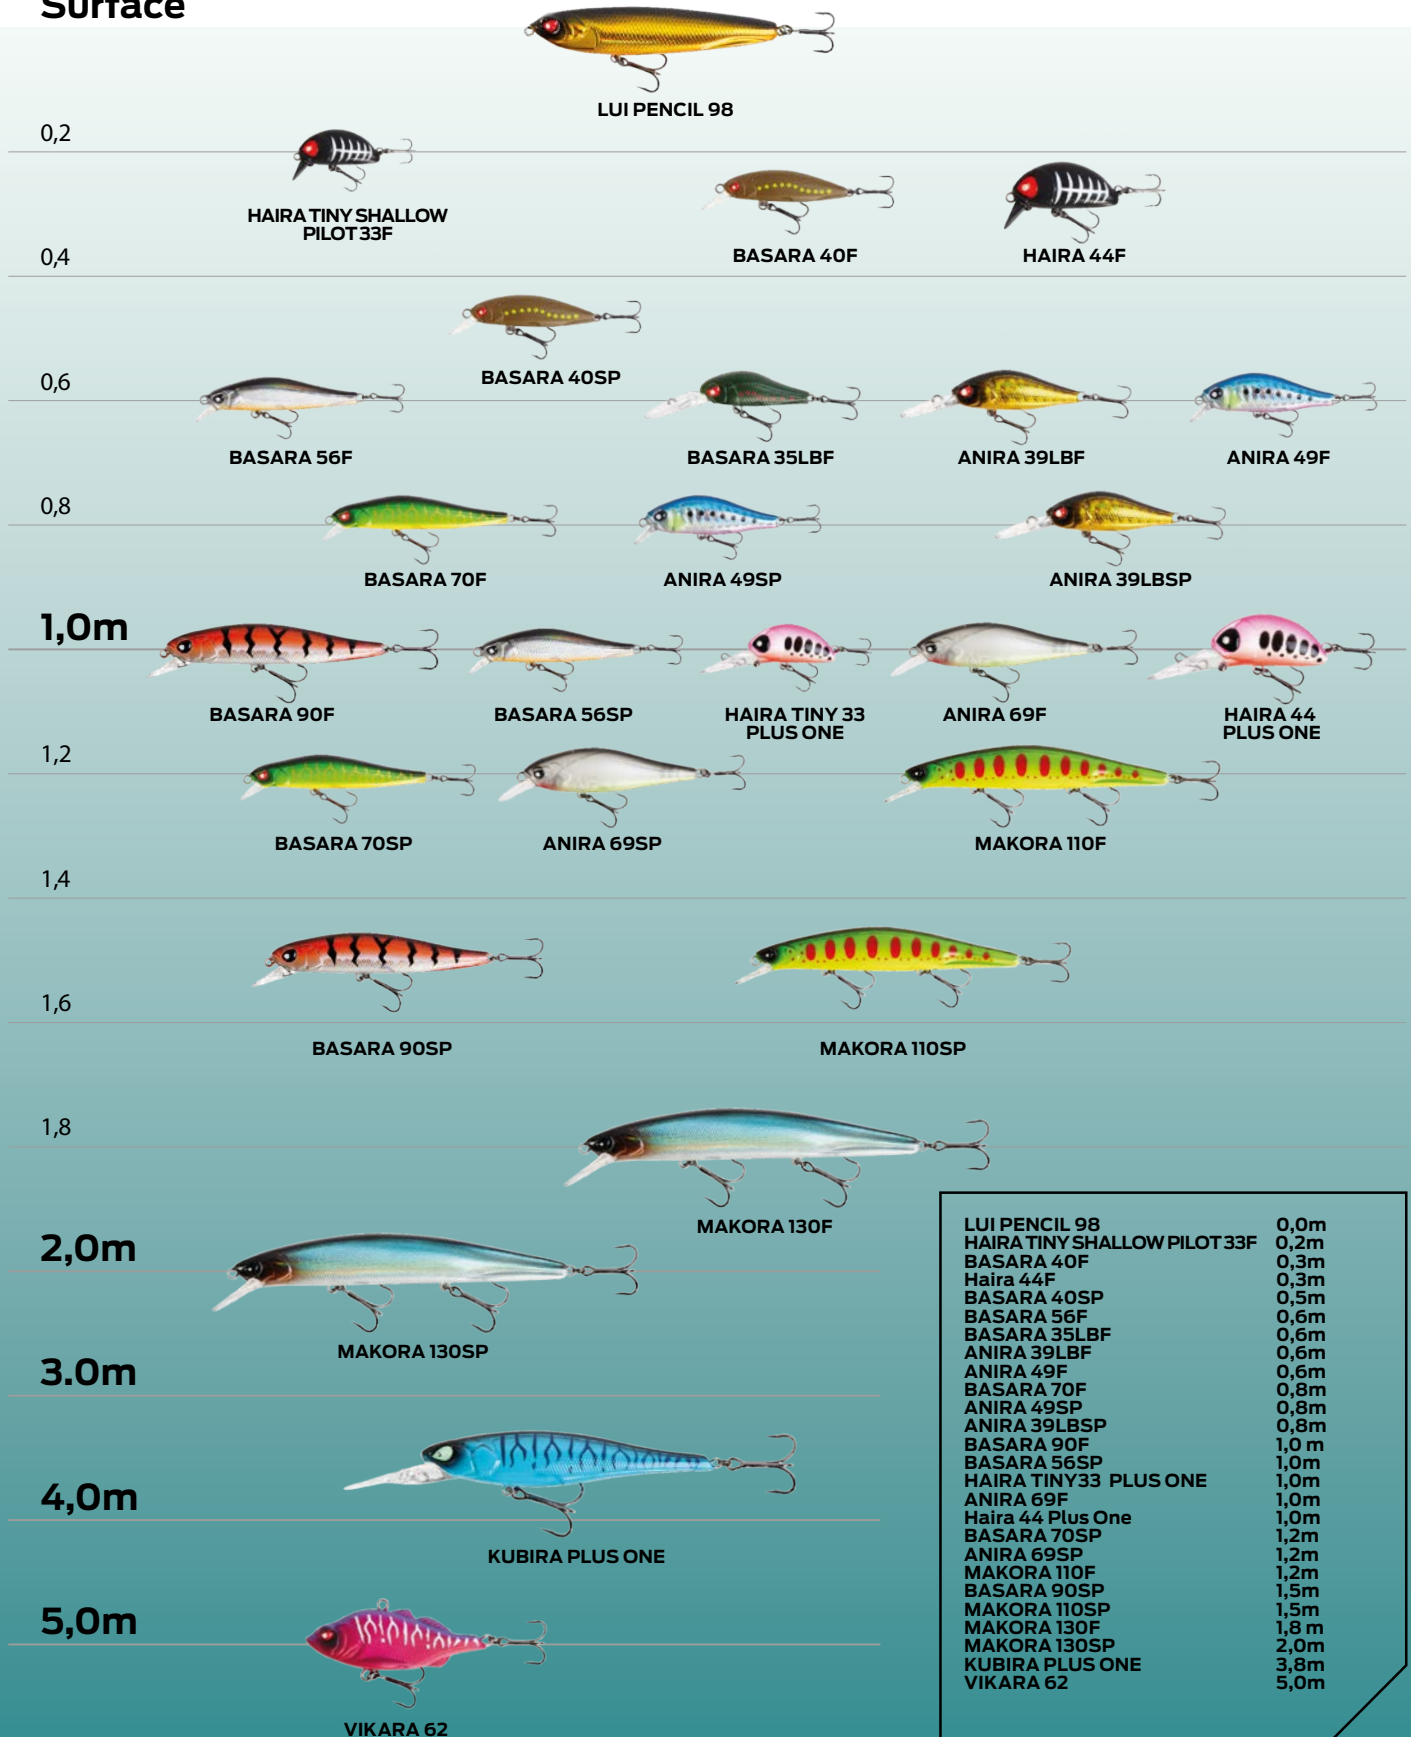 Surface
LUI PENCIL 98
0,2
HAIRA TINY SHALLOW
PILOT 33F
BASARA 40F
HAIRA 44F
0,4
BASARA 40SP
0,6
BASARA 56F
BASARA 35LBF
ANIRA 39LBF
ANIRA 49F
0,8
BASARA 70F
ANIRA 49SP
ANIRA 39LBSP
1,0m
BASARA 90F
BASARA 56SP
HAIRA TINY 33
PLUS ONE
ANIRA 69F
HAIRA 44
PLUS ONE
1,2
BASARA 70SP
ANIRA 69SP
MAKORA 110F
1,4
1,6
BASARA 90SP
MAKORA 110SP
1,8
MAKORA 130F
2,0m
MAKORA 130SP
3.0m
4,0m
KUBIRA PLUS ONE
5,0m
VIKARA 62
LUI PENCIL 98 0,0m
HAIRA TINY SHALLOW PILOT 33F 0,2m
BASARA 40F 0,3m
Haira 44F 0,3m
BASARA 40SP 0,5m
BASARA 56F 0,6m
BASARA 35LBF 0,6m
ANIRA 39LBF 0,6m
ANIRA 49F 0,6m
BASARA 70F 0,8m
ANIRA 49SP 0,8m
ANIRA 39LBSP 0,8m
BASARA 90F 1,0 m
BASARA 56SP 1,0m
HAIRA TINY33 PLUS ONE 1,0m
ANIRA 69F 1,0m
Haira 44 Plus One 1,0m
BASARA 70SP 1,2m
ANIRA 69SP 1,2m
MAKORA 110F 1,2m
BASARA 90SP 1,5m
MAKORA 110SP 1,5m
MAKORA 130F 1,8 m
MAKORA 130SP 2,0m
KUBIRA PLUS ONE 3,8m
VIKARA 62 5,0m